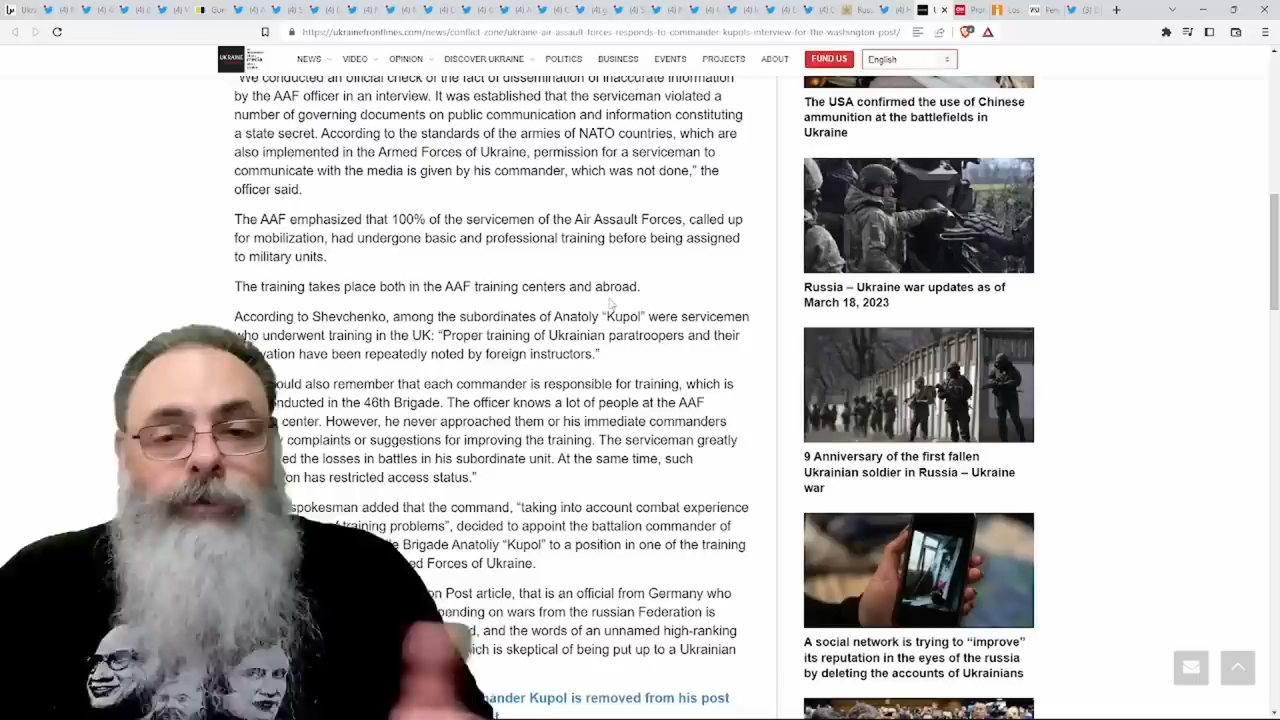 https://ukrainefrontlines.com/news/conflict-zone/ukraine-air-assault-forces-respond-to-commander-kupols-interview-for-the-washington-post/
UKRAINE
NEWS
VIDEO
OPINION
DISCOVER UKRAINE
POLITICS
BUSINESS
EVENTS
PROJECTS
ABOUT
FUND US
English
"We conducted an official check of the fact of dissemination of inaccurate information
by the AAF officer in an interview. It was established that the serviceman violated a
number of governing documents on public communication and information constituting
a state secret. According to the standards of the armies of NATO countries, which are
also implemented in the Armed Forces of Ukraine, permission for a serviceman to
communicate with the media is given by his commander, which was not done," the
officer said.
The AAF emphasized that 100% of the servicemen of the Air Assault Forces, called up
for mobilization, had undergone basic and professional training before being assigned
to military units.
The training takes place both in the AAF training centers and abroad.
According to Shevchenko, among the subordinates of Anatoly “Kupol” were servicemen
who underwent training in the UK: “Proper training of Ukrainian paratroopers and their
vation have been repeatedly noted by foreign instructors.”
ould also remember that each commander is responsible for training, which is
nducted in the 46th Brigade. The officer knows a lot of people at the AAF
center. However, he never approached them or his immediate commanders
complaints or suggestions for improving the training. The serviceman greatly
ed the losses in battles in his subordinate unit. At the same time, such
on has restricted access status.”
spokesman added that the command, “taking into account combat experience
f training problems”, decided to appoint the battalion commander of
e Brigade Anatoliy “Kupol” to a position in one of the training
ed Forces of Ukraine.
on Post article, that is an official from Germany who
pending on wars from the russian Federation is
d, and the words of an unnamed high-ranking
ich is skeptical of being put up to a Ukrainian
mander Kupol is removed from his post
The USA confirmed the use of Chinese
ammunition at the battlefields in
Ukraine
Russia – Ukraine war updates as of
March 18, 2023
9 Anniversary of the first fallen
Ukrainian soldier in Russia – Ukraine
war
A social network is trying to “improve”
its reputation in the eyes of the russia
by deleting the accounts of Ukrainians